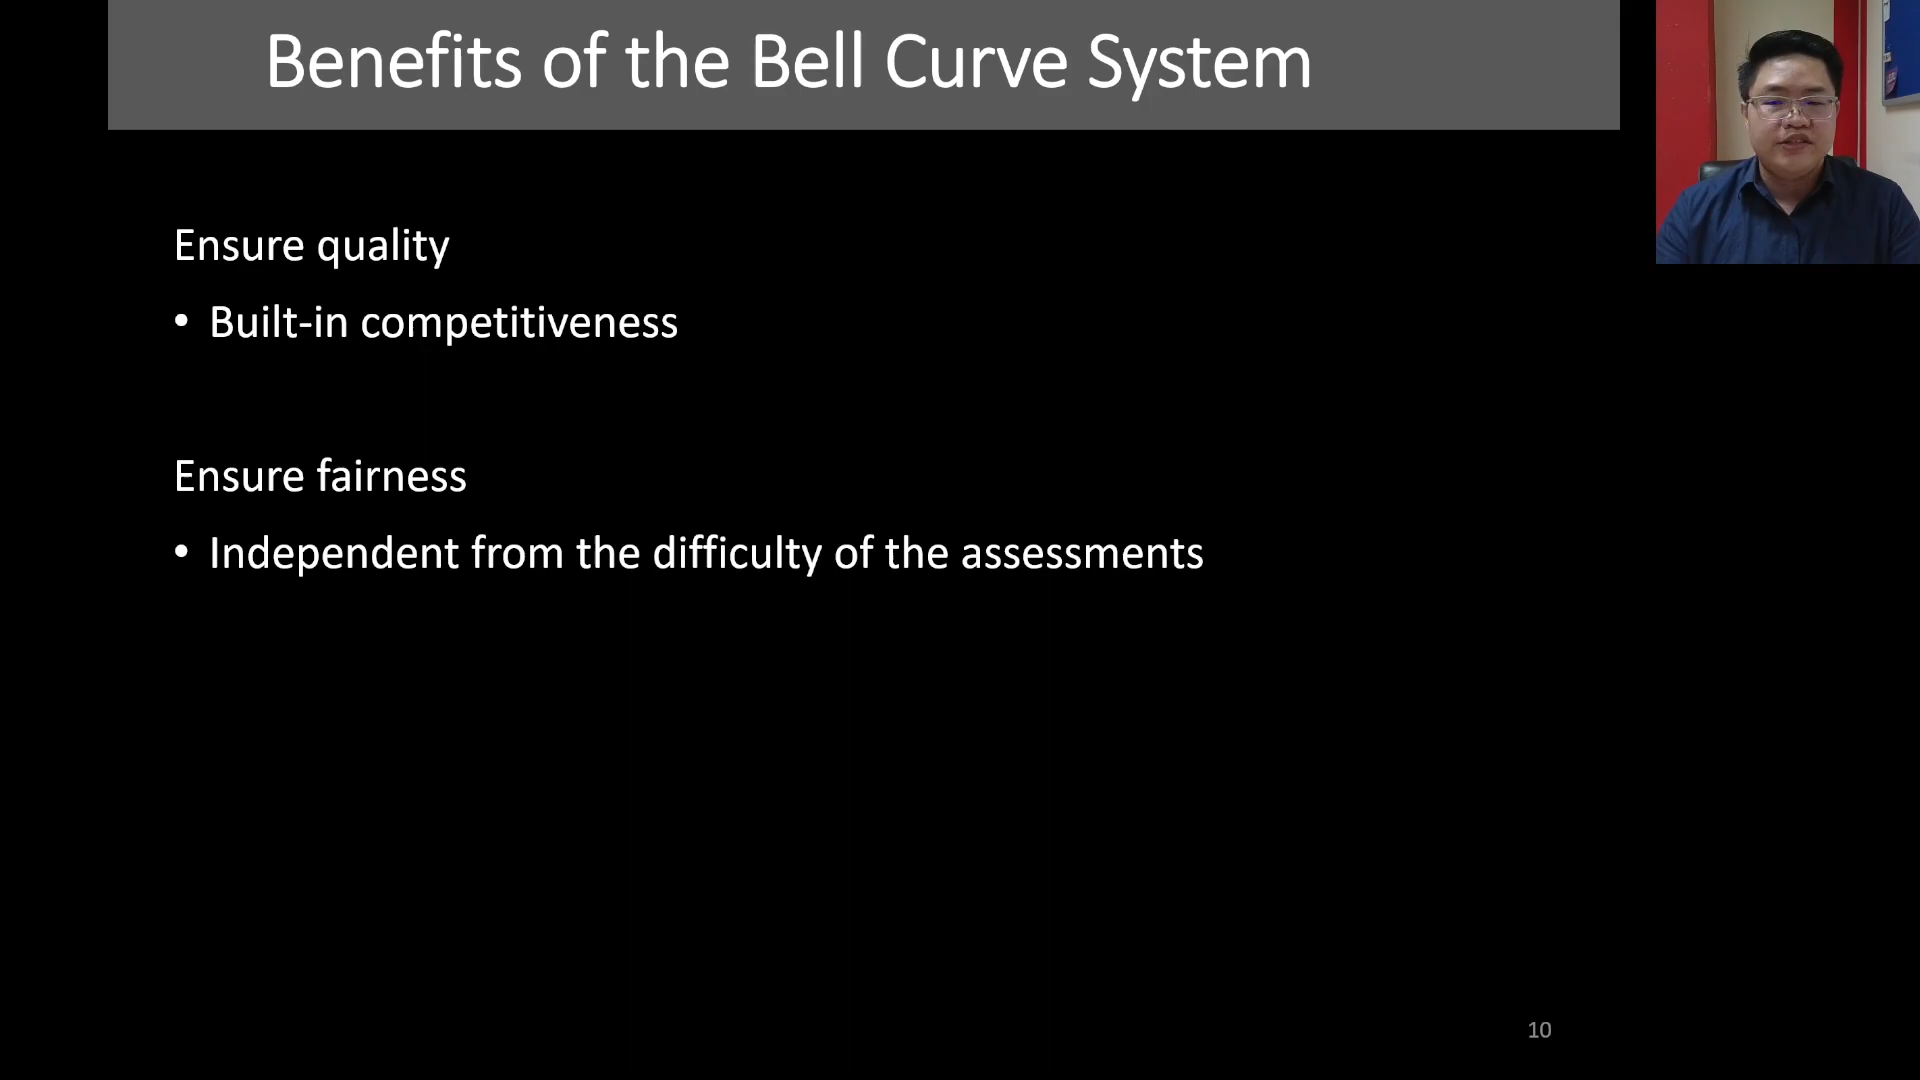 Benefits of the Bell Curve System
Ensure quality
• Built-in competitiveness
Ensure fairness
• Independent from the difficulty of the assessments
10